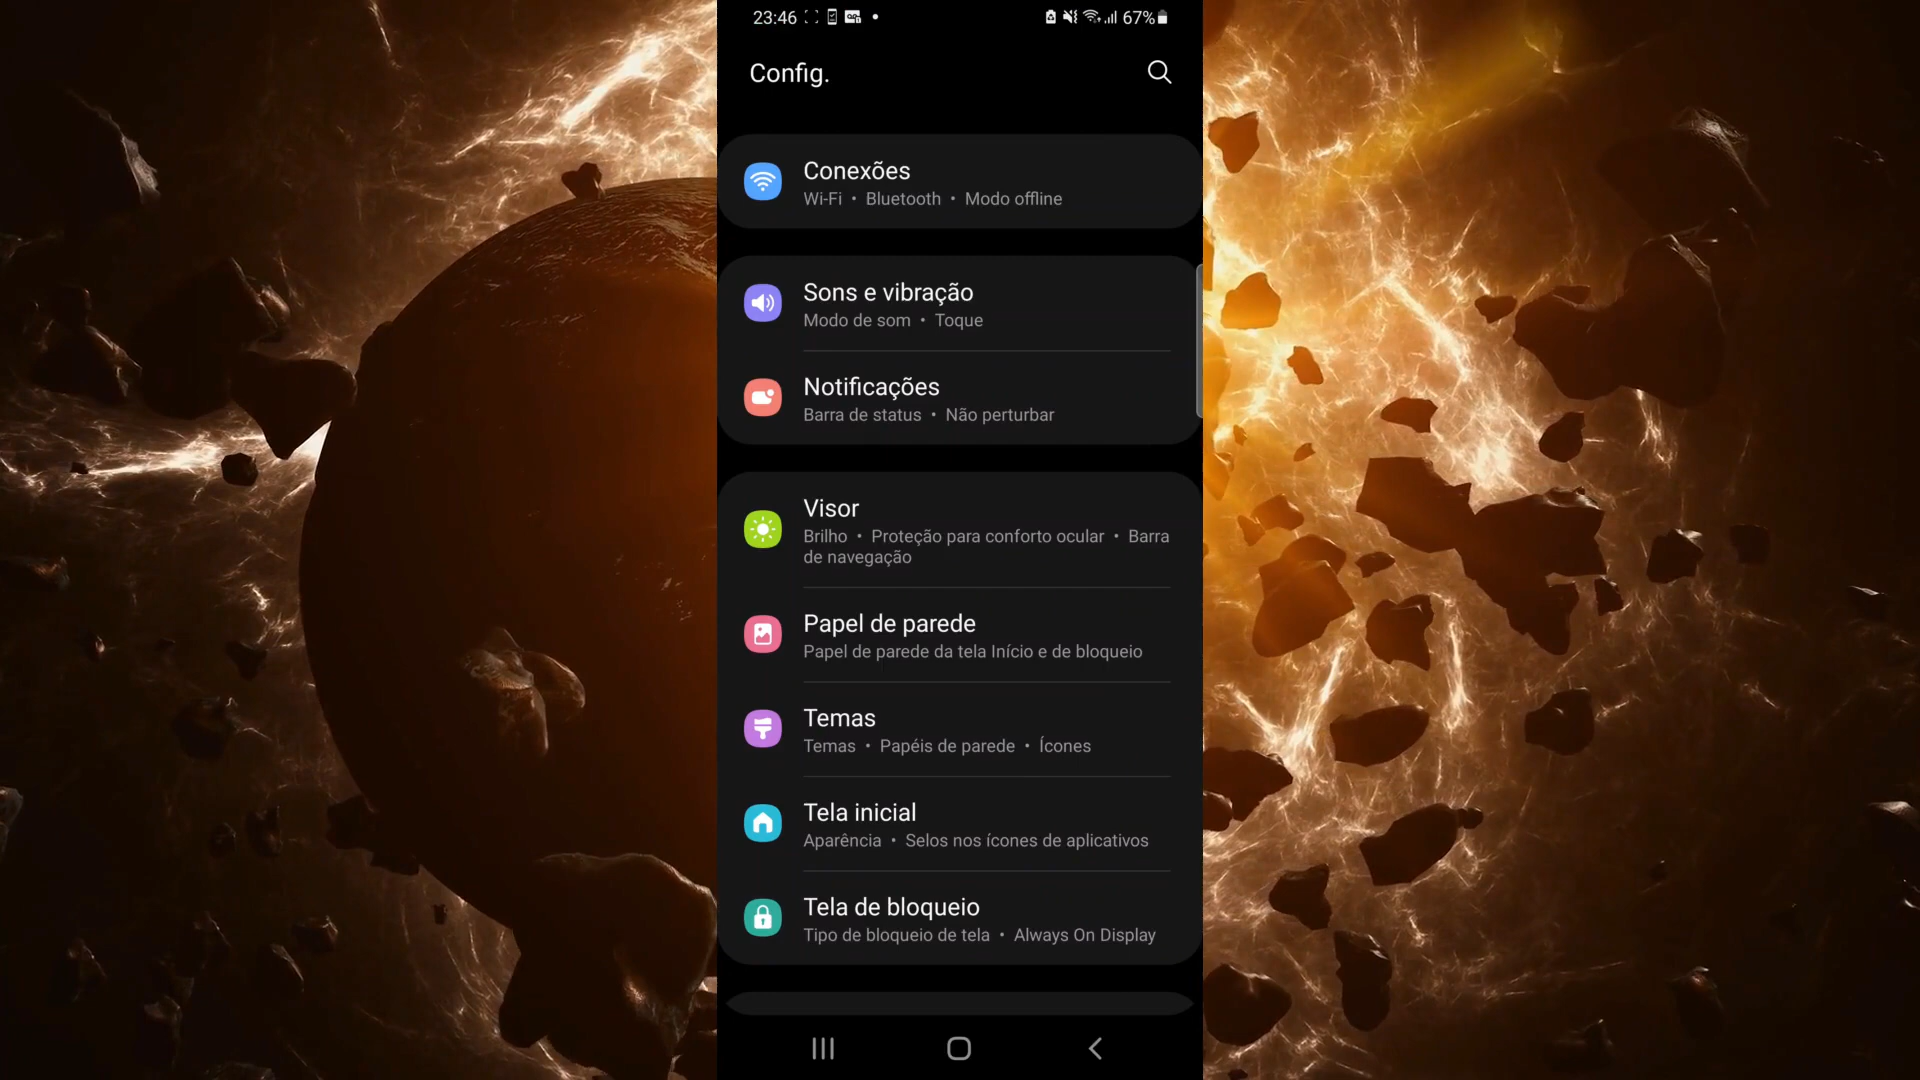 23:46 67%
Config.
Conexões
Wi-Fi • Bluetooth • Modo offline
Sons e vibração
Modo de som • Toque
Notificações
Barra de status • Não perturbar
Visor
Brilho • Proteção para conforto ocular • Barra
de navegação
Papel de parede
Papel de parede da tela Início e de bloqueio
Temas
Temas • Papéis de parede • Ícones
Tela inicial
Aparência • Selos nos ícones de aplicativos
Tela de bloqueio
Tipo de bloqueio de tela • Always On Display